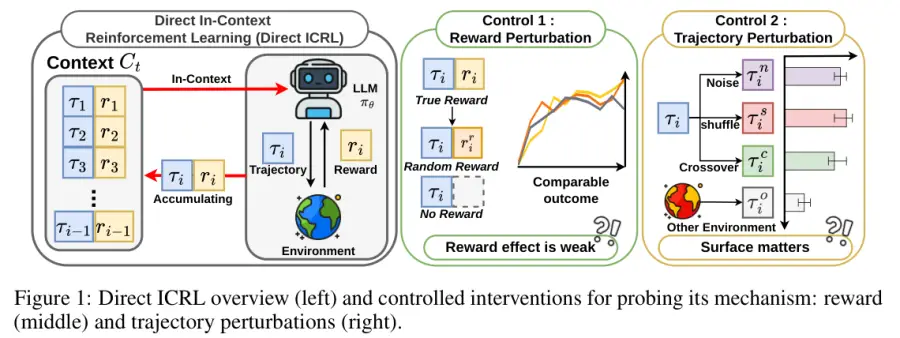 Direct In-Context
Reinforcement Learning (Direct ICRL)
Context C_t
τ_1 r_1
τ_2 r_2
τ_3 r_3
⋮
τ_{i−1} r_{i−1}
In-Context
τ_i r_i
Accumulating
LLM
π_θ
τ_i
Trajectory
r_i
Reward
Environment
Control 1 :
Reward Perturbation
τ_i r_i
True Reward
τ_i r_i^r
Random Reward
τ_i
No Reward
Comparable
outcome
Reward effect is weak
?!
Control 2 :
Trajectory Perturbation
τ_i
Noise
τ_i^n
shuffle
τ_i^s
Crossover
τ_i^c
τ_i^o
Other Environment
Surface matters
?!
Figure 1: Direct ICRL overview (left) and controlled interventions for probing its mechanism: reward
(middle) and trajectory perturbations (right).